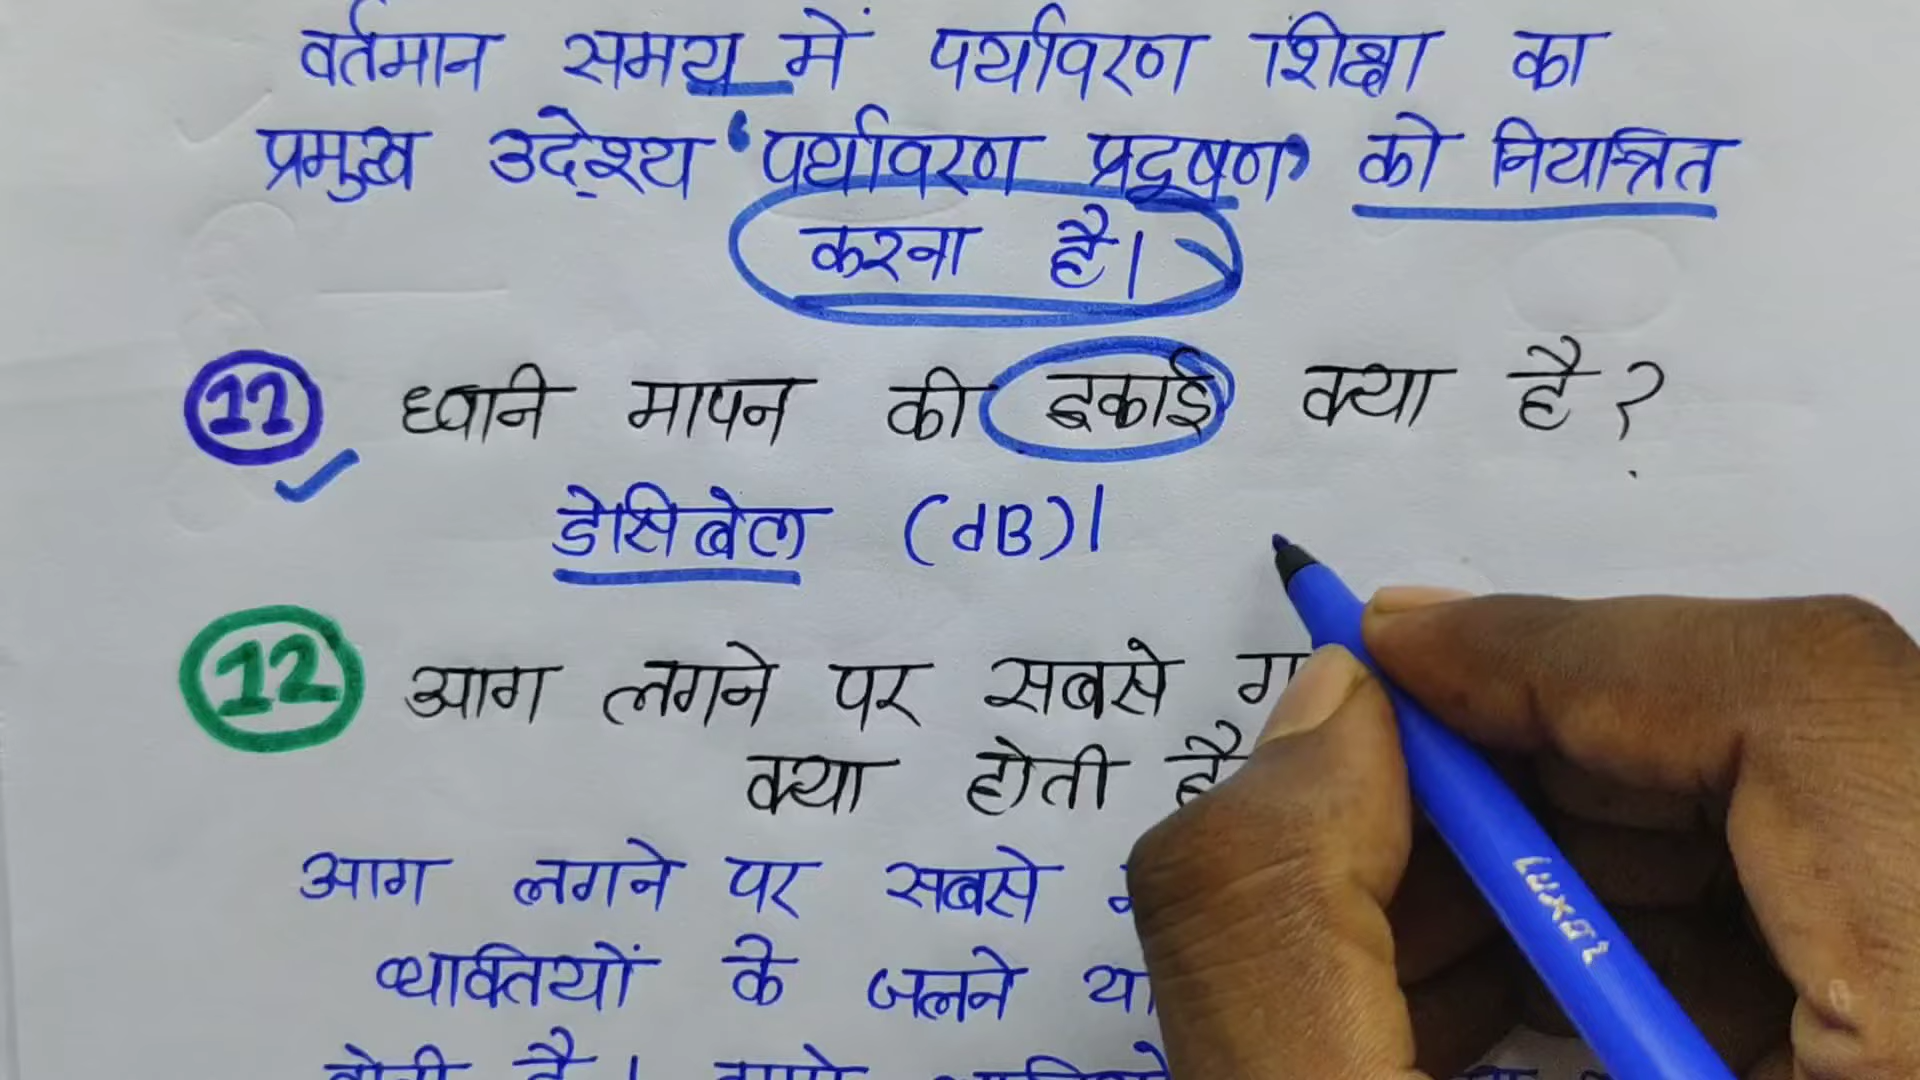 वर्तमान समय में पर्यावरण शिक्षा का
प्रमुख उदेश्य 'पर्यावरण प्रदूषण' को नियन्त्रित
करना है।
11 ध्वनि मापन की इकाई क्या है?
डेसिबेल (dB)।
12 आग लगने पर सबसे
क्या होती है
आग लगने पर सबसे
व्यक्तियों के जलने या
होती है।
Luxor